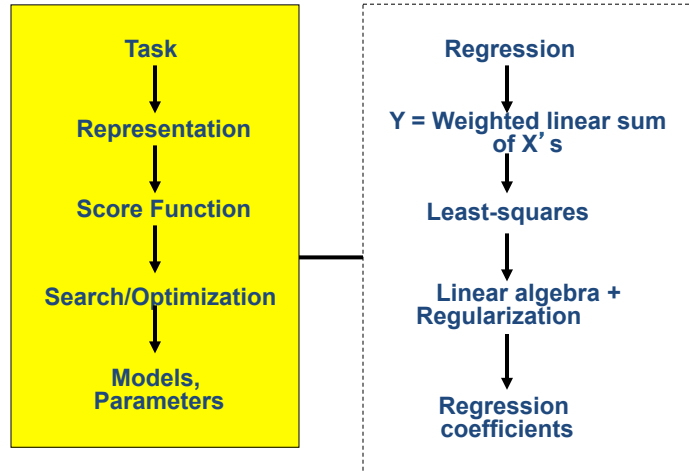 Task
Representation
Score Function
Search/Optimization
Models,
Parameters
Regression
Y = Weighted linear sum
of X’s
Least-squares
Linear algebra +
Regularization
Regression
coefficients